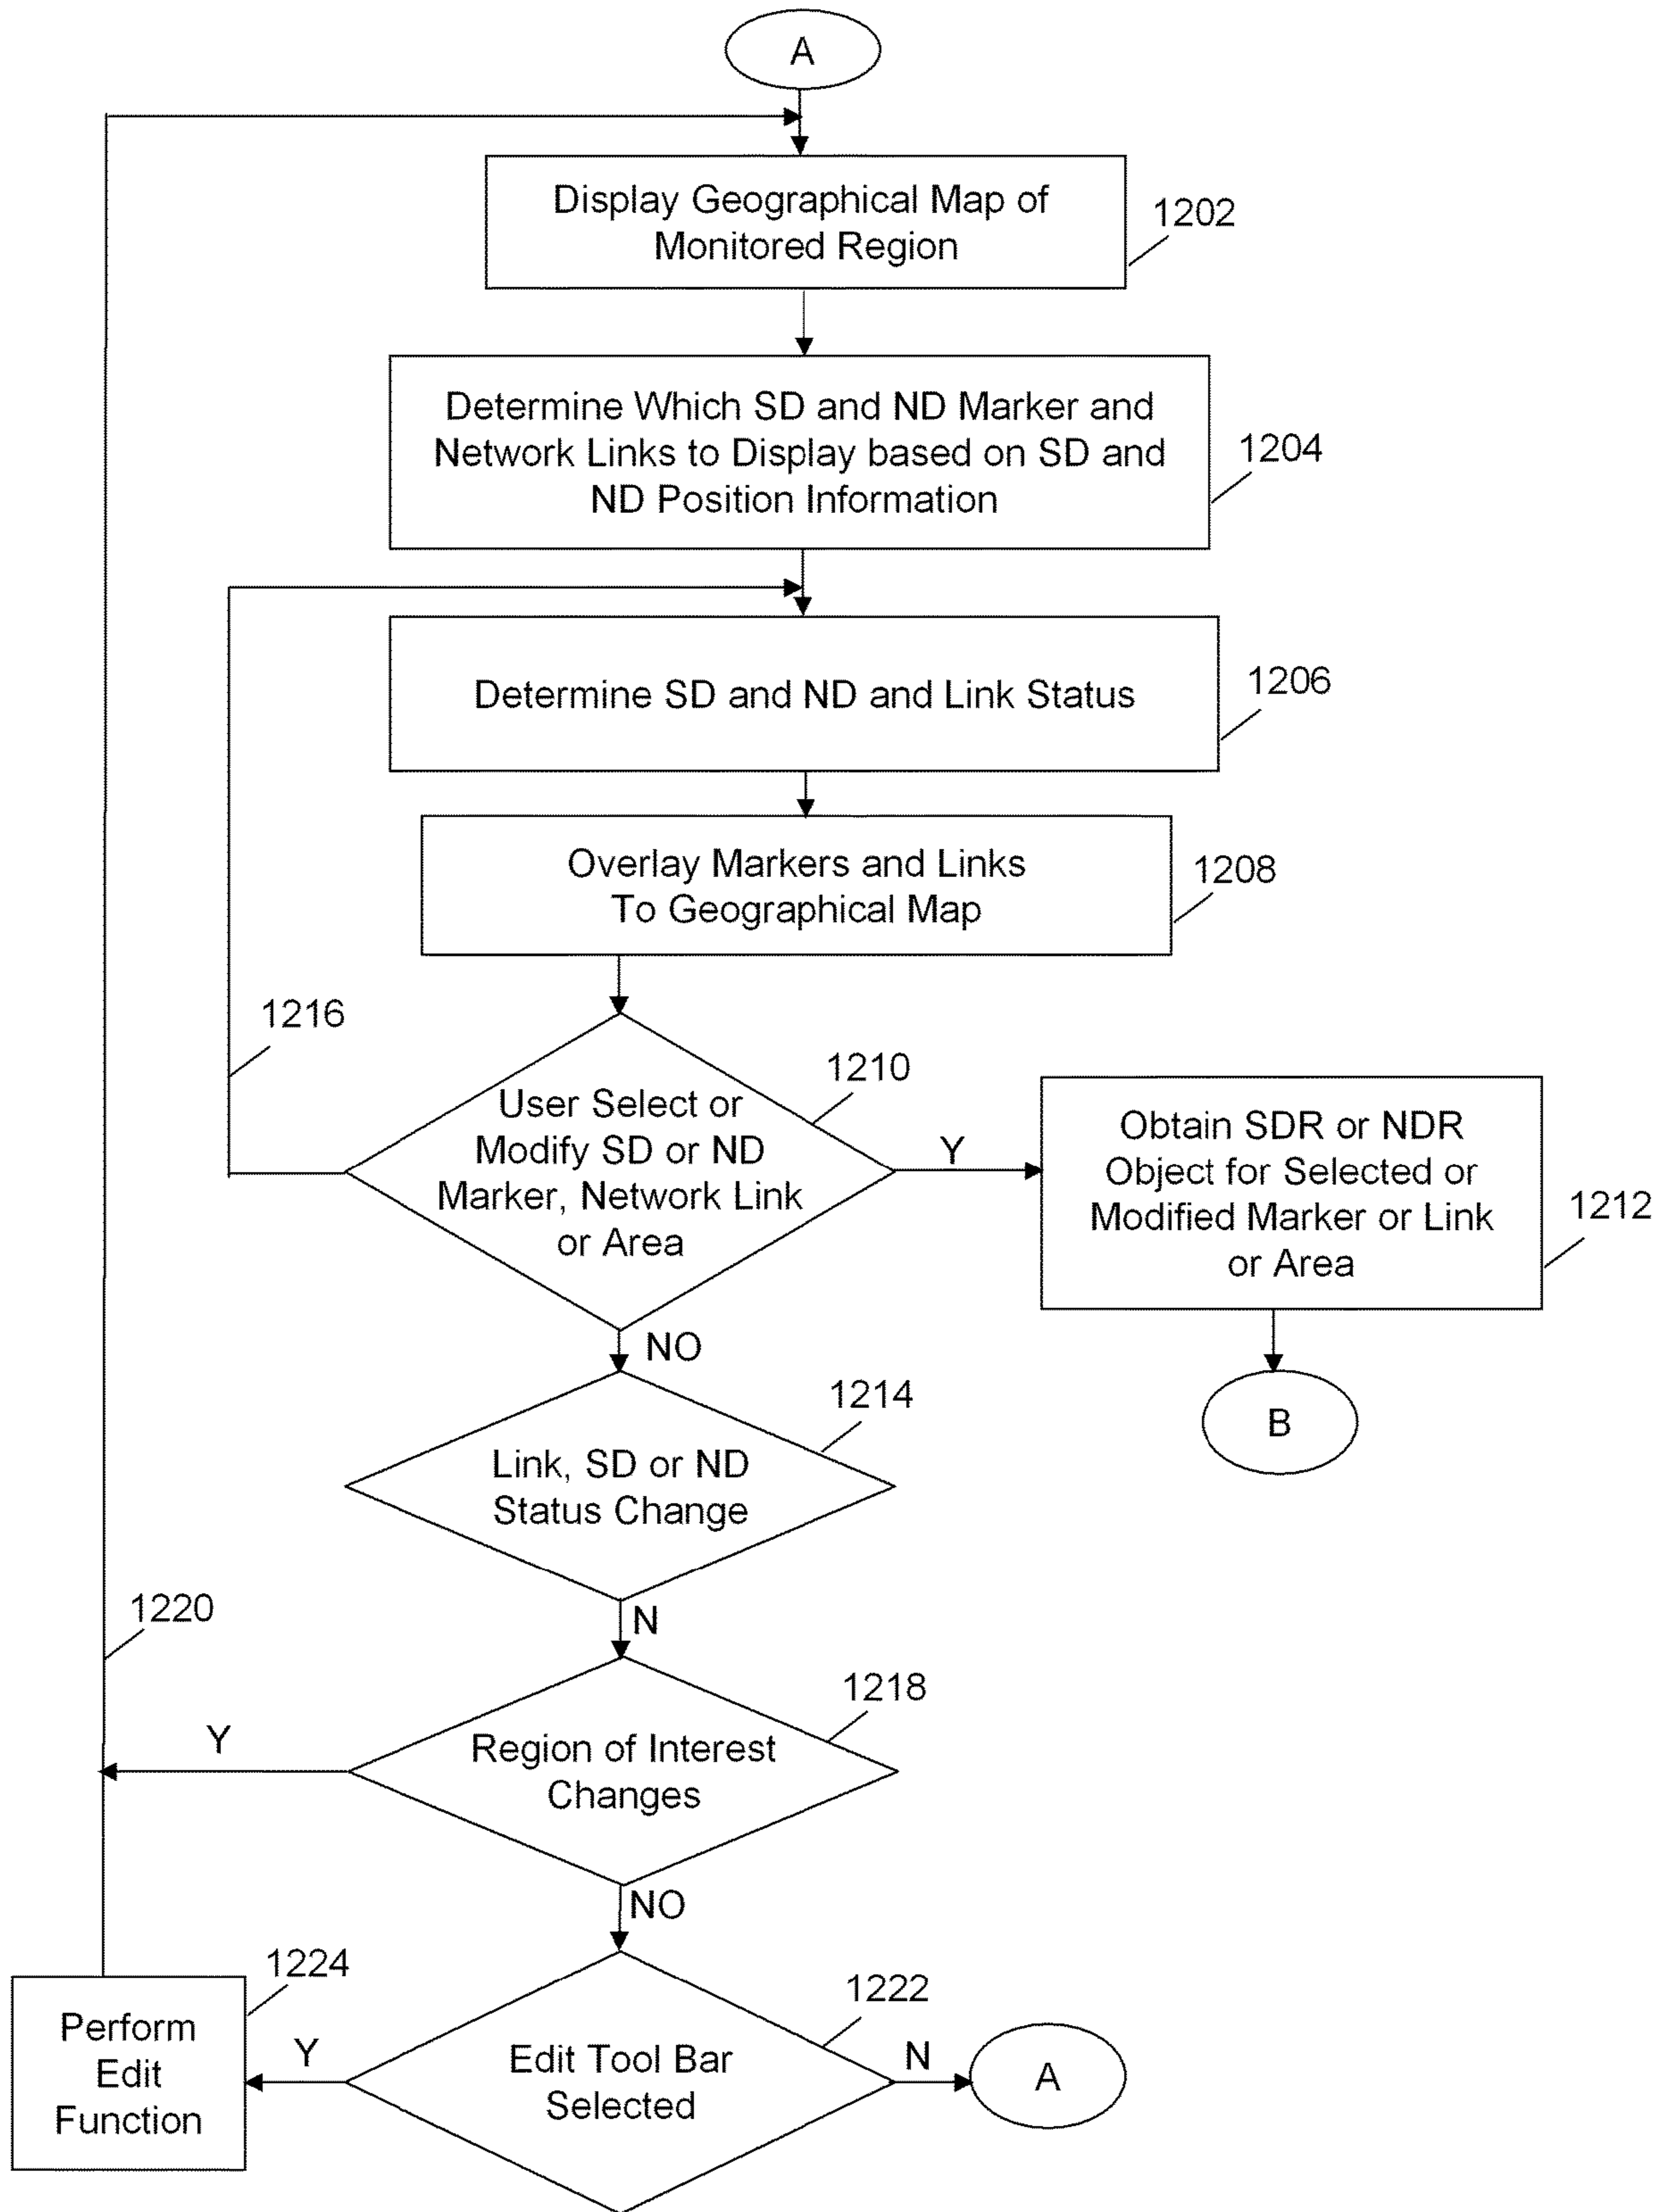 A
Display Geographical Map of
Monitored Region
1202
Determine Which SD and ND Marker and
Network Links to Display based on SD and
ND Position Information
1204
Determine SD and ND and Link Status
1206
Overlay Markers and Links
To Geographical Map
1208
1216
User Select or
Modify SD or ND
Marker, Network Link
or Area
1210
Y
Obtain SDR or NDR
Object for Selected or
Modified Marker or Link
or Area
1212
B
NO
Link, SD or ND
Status Change
1214
N
1220
Region of Interest
Changes
1218
Y
NO
Edit Tool Bar
Selected
1222
Y
N
A
Perform
Edit
Function
1224